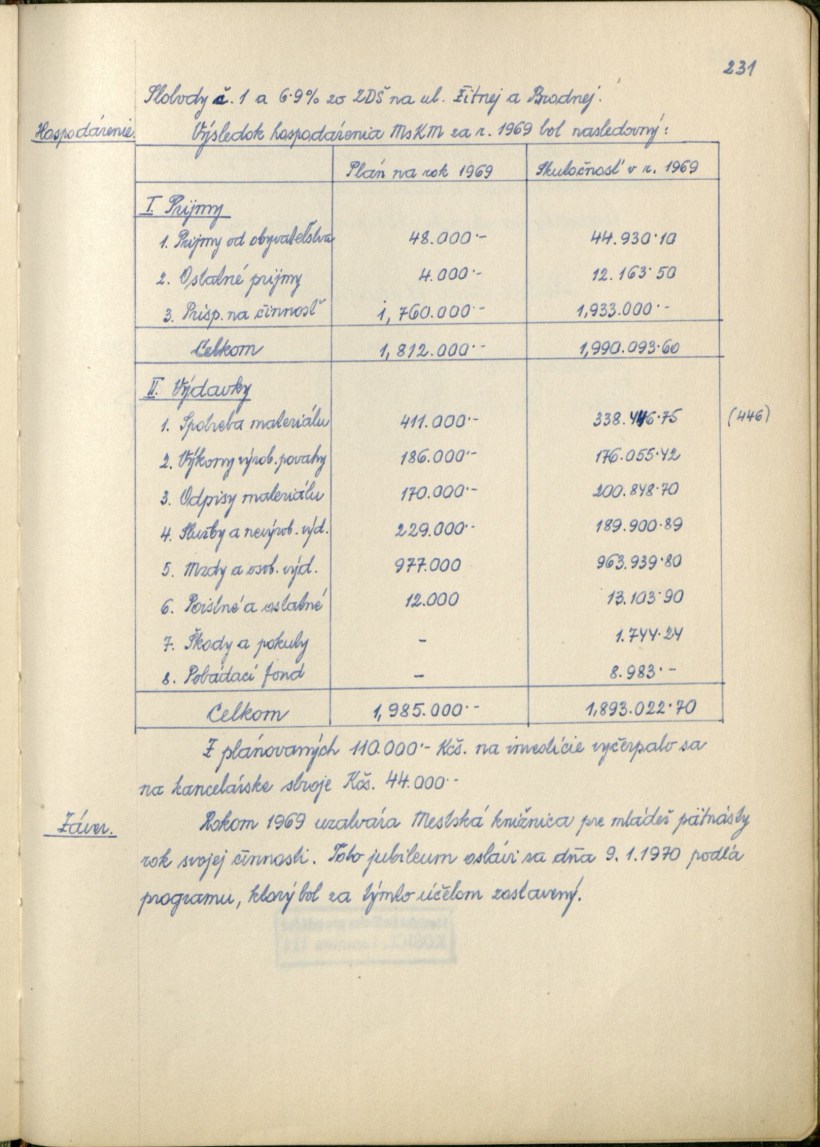 231
Slobody č. 1 a 6·9% zo ZDŠ na ul. Žitnej a Brodnej.
Hospodárenie. Výsledok hospodárenia MsKM za r. 1969 bol nasledovný:
Plán na rok 1969 Skutočnosť v r. 1969
I. Príjmy
1. Príjmy od obyvateľstva 48.000·- 44.930·10
2. Ostatné príjmy 4.000·- 12.163·50
3. Prísp. na činnosť 1,760.000·- 1,933.000·-
Celkom 1,812.000·- 1,990.093·60
II. Výdavky
1. Spotreba materiálu 411.000·- 338.446·75 (446)
2. Výkony výrob. povahy 186.000·- 176.055·42
3. Odpisy materiálu 170.000·- 200.848·70
4. Služby a nevýrob. výd. 229.000·- 189.900·89
5. Mzdy a osob. výd. 977.000 963.939·80
6. Poistné a ostatné 12.000 13.103·90
7. Škody a pokuty - 1.744·24
8. Pobádací fond - 8.983·-
Celkom 1,985.000·- 1,893.022·70
Z plánovaných 110.000·- Kčs. na investície vyčerpalo sa
na kancelárske stroje Kčs. 44.000·-
Záver. Rokom 1969 uzatvára Mestská knižnica pre mládež pätnásty
rok svojej činnosti. Toto jubileum oslávi sa dňa 9.1.1970 podľa
programu, ktorý bol za týmto účelom zostavený.